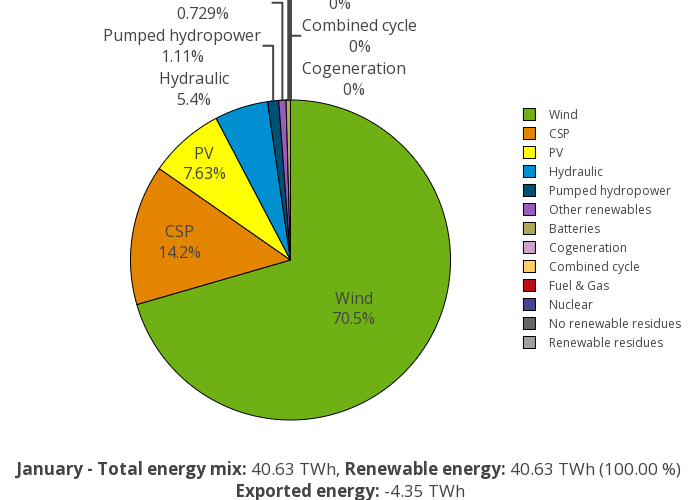 0%
0.729%
Combined cycle
0%
Pumped hydropower
1.11%
Cogeneration
0%
Hydraulic
5.4%
PV
7.63%
CSP
14.2%
Wind
70.5%
Wind
CSP
PV
Hydraulic
Pumped hydropower
Other renewables
Batteries
Cogeneration
Combined cycle
Fuel & Gas
Nuclear
No renewable residues
Renewable residues
January - Total energy mix: 40.63 TWh, Renewable energy: 40.63 TWh (100.00 %)
Exported energy: -4.35 TWh